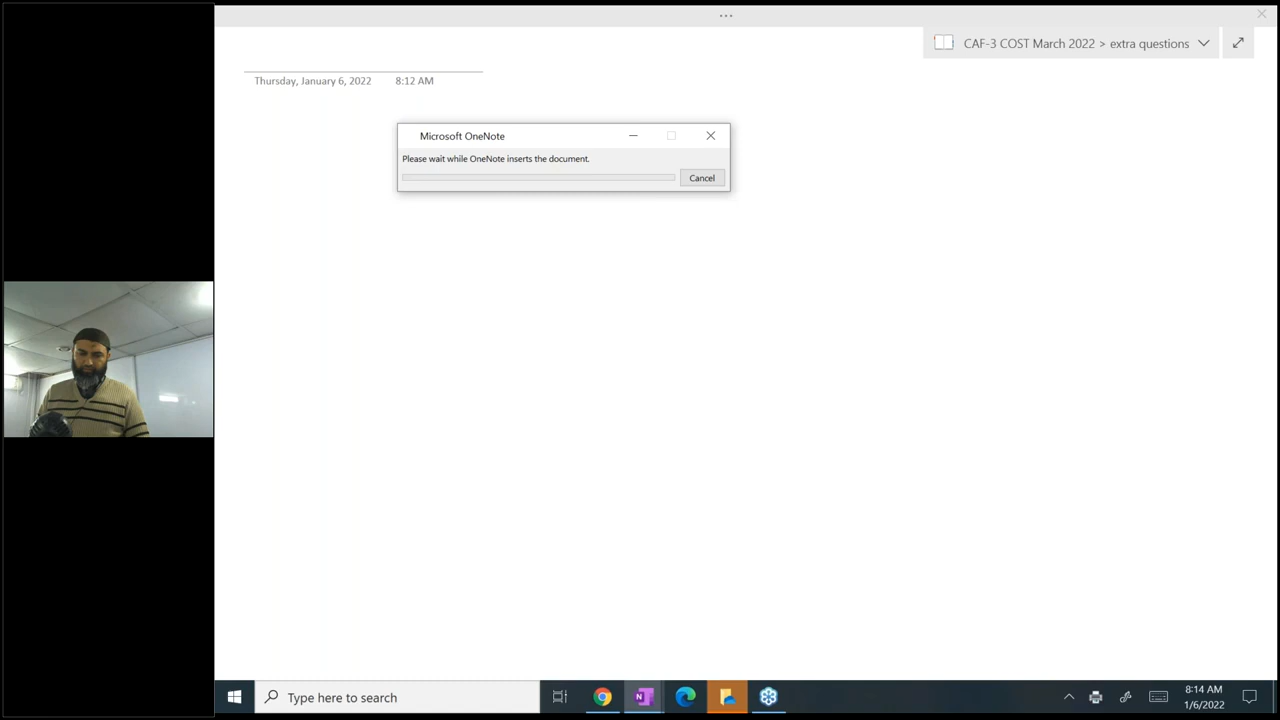 ...
CAF-3 COST March 2022 > extra questions
Thursday, January 6, 2022 8:12 AM
Microsoft OneNote
Please wait while OneNote inserts the document.
Cancel
Type here to search
8:14 AM
1/6/2022